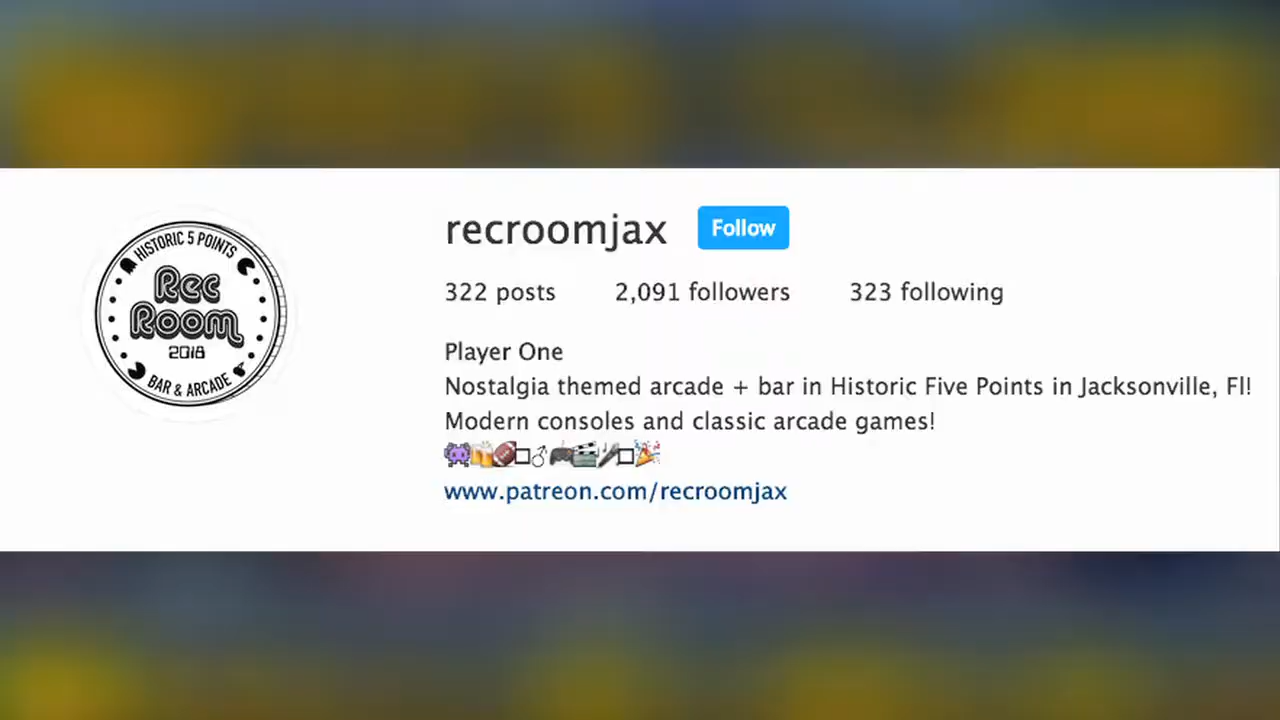 HISTORIC 5 POINTS
Rec
Room
2018
BAR & ARCADE
recroomjax Follow
322 posts 2,091 followers 323 following
Player One
Nostalgia themed arcade + bar in Historic Five Points in Jacksonville, Fl!
Modern consoles and classic arcade games!
www.patreon.com/recroomjax